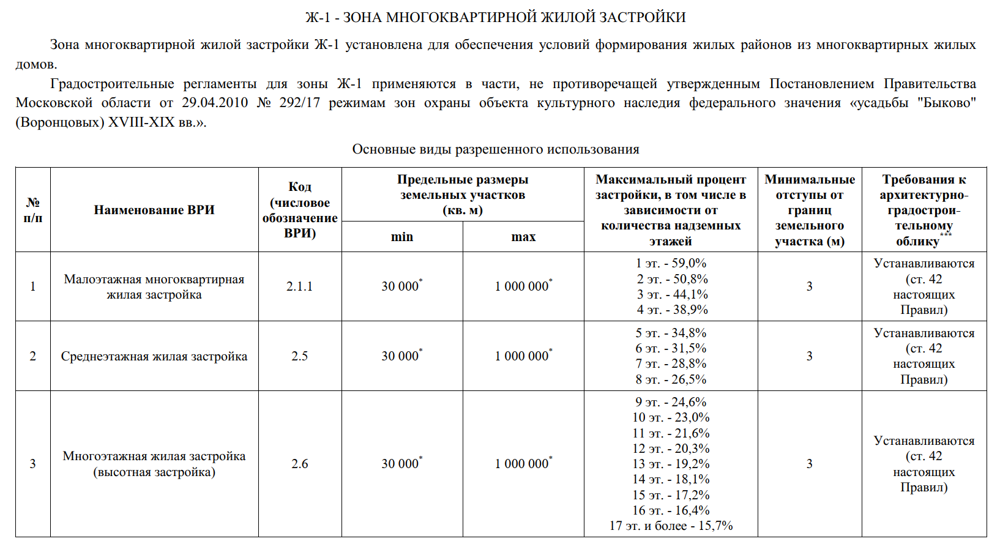 Ж-1 - ЗОНА МНОГОКВАРТИРНОЙ ЖИЛОЙ ЗАСТРОЙКИ
Зона многоквартирной жилой застройки Ж-1 установлена для обеспечения условий формирования жилых районов из многоквартирных жилых
домов.
Градостроительные регламенты для зоны Ж-1 применяются в части, не противоречащей утвержденным Постановлением Правительства
Московской области от 29.04.2010 № 292/17 режимам зон охраны объекта культурного наследия федерального значения «усадьбы "Быково"
(Воронцовых) XVIII-XIX вв.».
Основные виды разрешенного использования
№
п/п
Наименование ВРИ
Код
(числовое
обозначение
ВРИ)
Предельные размеры
земельных участков
(кв. м)
min
max
Максимальный процент
застройки, в том числе в
зависимости от
количества надземных
этажей
Минимальные
отступы от
границ
земельного
участка (м)
Требования к
архитектурно-
градострои-
тельному
облику***
1
Малоэтажная многоквартирная
жилая застройка
2.1.1
30 000*
1 000 000*
1 эт. - 59,0%
2 эт. - 50,8%
3 эт. - 44,1%
4 эт. - 38,9%
3
Устанавливаются
(ст. 42
настоящих
Правил)
2
Среднеэтажная жилая застройка
2.5
30 000*
1 000 000*
5 эт. - 34,8%
6 эт. - 31,5%
7 эт. - 28,8%
8 эт. - 26,5%
3
Устанавливаются
(ст. 42
настоящих
Правил)
3
Многоэтажная жилая застройка
(высотная застройка)
2.6
30 000*
1 000 000*
9 эт. - 24,6%
10 эт. - 23,0%
11 эт. - 21,6%
12 эт. - 20,3%
13 эт. - 19,2%
14 эт. - 18,1%
15 эт. - 17,2%
16 эт. - 16,4%
17 эт. и более - 15,7%
3
Устанавливаются
(ст. 42
настоящих
Правил)